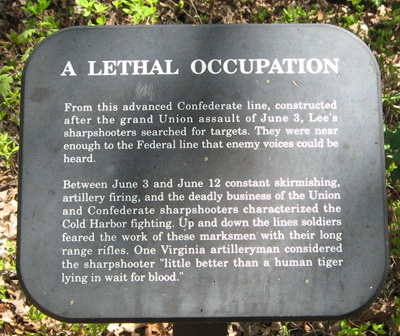 A LETHAL OCCUPATION
From this advanced Confederate line, constructed
after the grand Union assault of June 3, Lee's
sharpshooters searched for targets. They were near
enough to the Federal line that enemy voices could be
heard.
Between June 3 and June 12 constant skirmishing,
artillery firing, and the deadly business of the Union
and Confederate sharpshooters characterized the
Cold Harbor fighting. Up and down the lines soldiers
feared the work of these marksmen with their long
range rifles. One Virginia artilleryman considered
the sharpshooter "little better than a human tiger
lying in wait for blood."